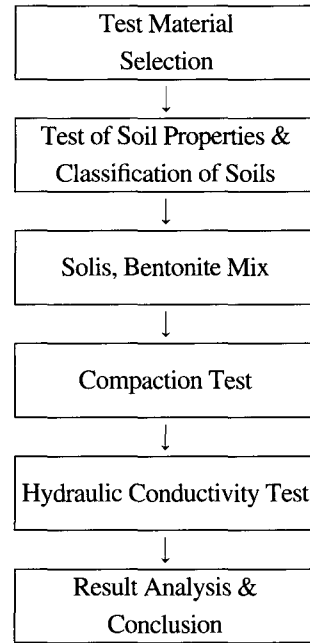 Test Material
Selection
↓
Test of Soil Properties &
Classification of Soils
↓
Solis, Bentonite Mix
↓
Compaction Test
↓
Hydraulic Conductivity Test
↓
Result Analysis &
Conclusion